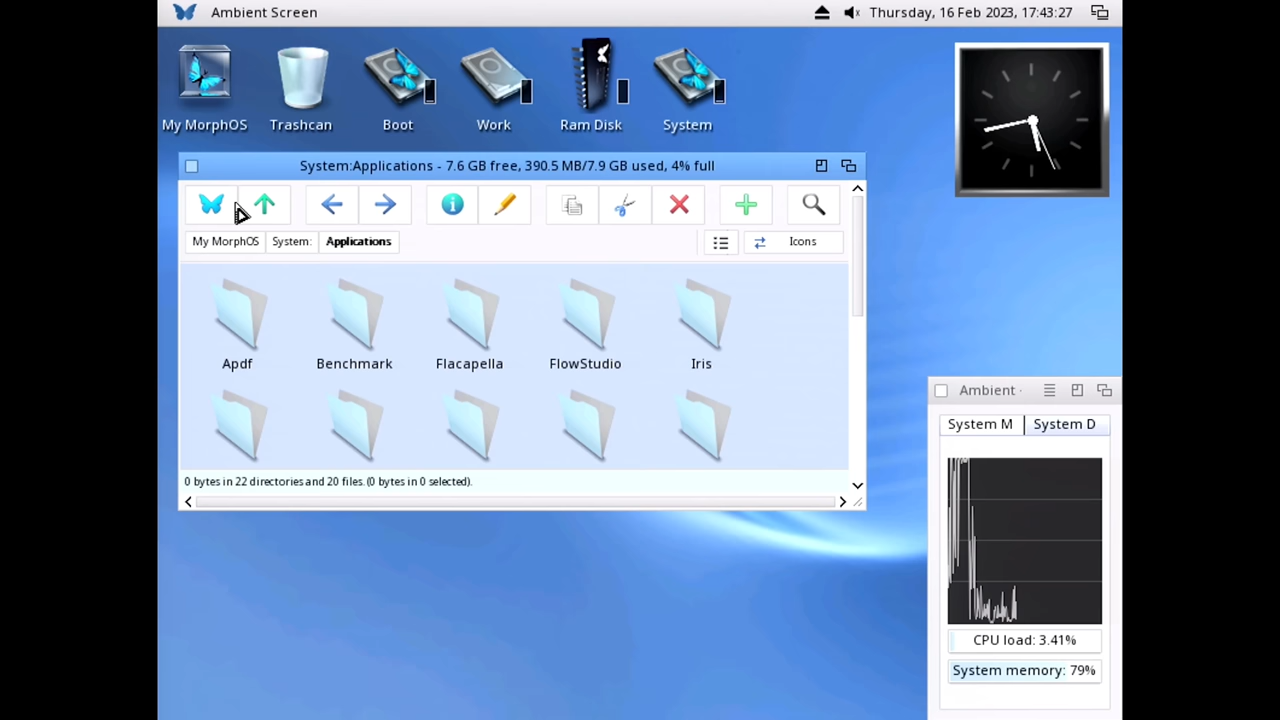 Ambient Screen
Thursday, 16 Feb 2023, 17:43:27
My MorphOS
Trashcan
Boot
Work
Ram Disk
System
System:Applications - 7.6 GB free, 390.5 MB/7.9 GB used, 4% full
My MorphOS
System:
Applications
Icons
Apdf
Benchmark
Flacapella
FlowStudio
Iris
0 bytes in 22 directories and 20 files. (0 bytes in 0 selected).
Ambient
System M
System D
CPU load: 3.41%
System memory: 79%